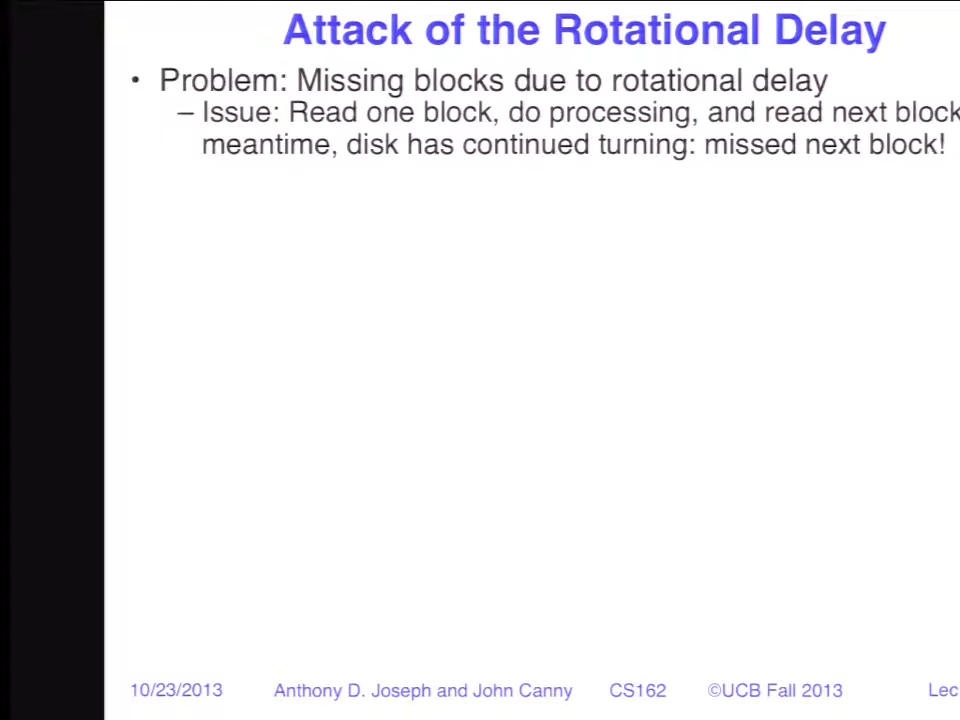 Attack of the Rotational Delay
• Problem: Missing blocks due to rotational delay
– Issue: Read one block, do processing, and read next block
meantime, disk has continued turning: missed next block!
10/23/2013 Anthony D. Joseph and John Canny CS162 ©UCB Fall 2013 Lec